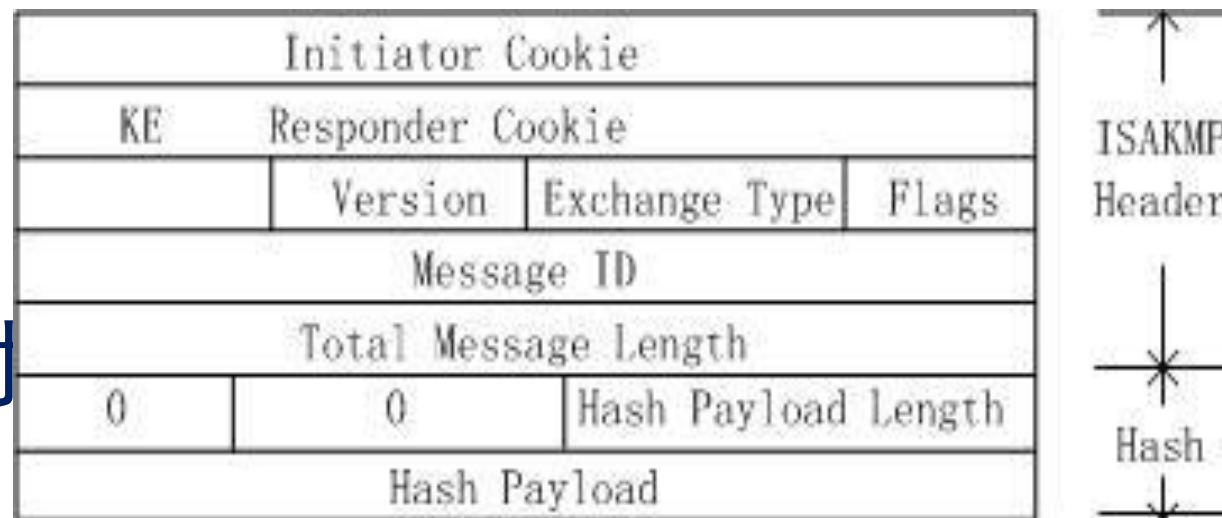 Initiator Cookie
KE Responder Cookie
Version Exchange Type Flags
Message ID
Total Message Length
0 0 Hash Payload Length
Hash Payload
ISAKMP
Header
Hash